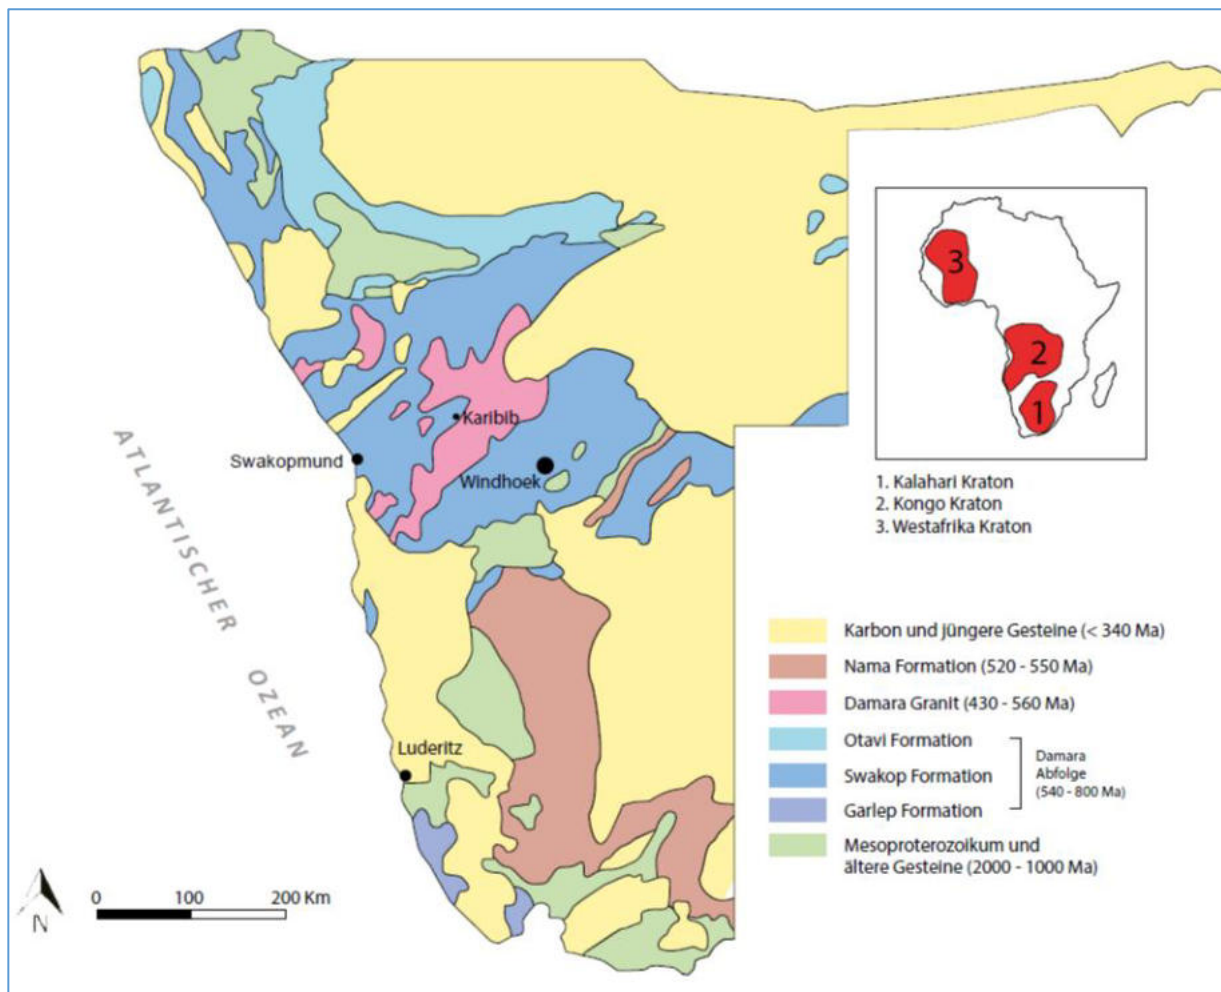 Karibib
Swakopmund
Windhoek
Luderitz
ATLANTISCHER OZEAN
N
0 100 200 Km
3
2
1
1. Kalahari Kraton
2. Kongo Kraton
3. Westafrika Kraton
Karbon und jüngere Gesteine (< 340 Ma)
Nama Formation (520 - 550 Ma)
Damara Granit (430 - 560 Ma)
Otavi Formation
Swakop Formation
Garlep Formation
Damara
Abfolge
(540 - 800 Ma)
Mesoproterozoikum und
ältere Gesteine (2000 - 1000 Ma)